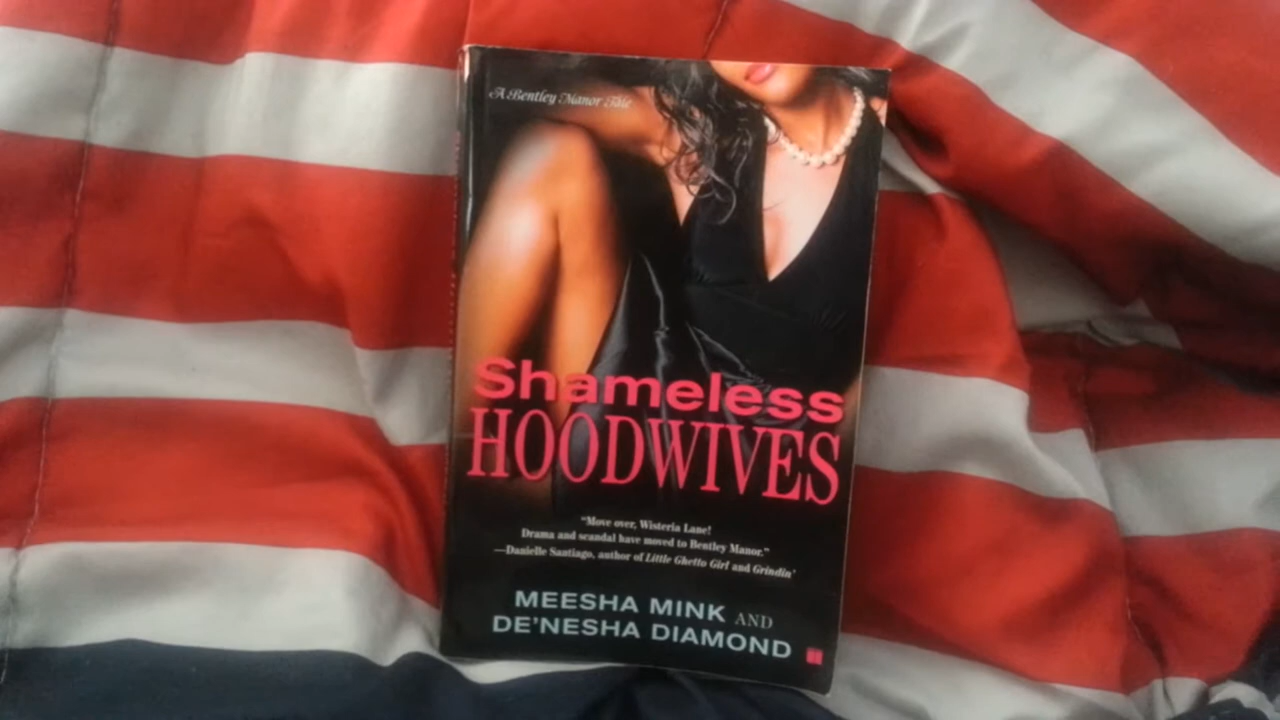 A Bentley Manor Tale
Shameless
HOODWIVES
"Move over, Wisteria Lane!
Drama and scandal have moved to Bentley Manor."
—Danielle Santiago, author of Little Ghetto Girl and Grindin'
MEESHA MINK AND
DE'NESHA DIAMOND